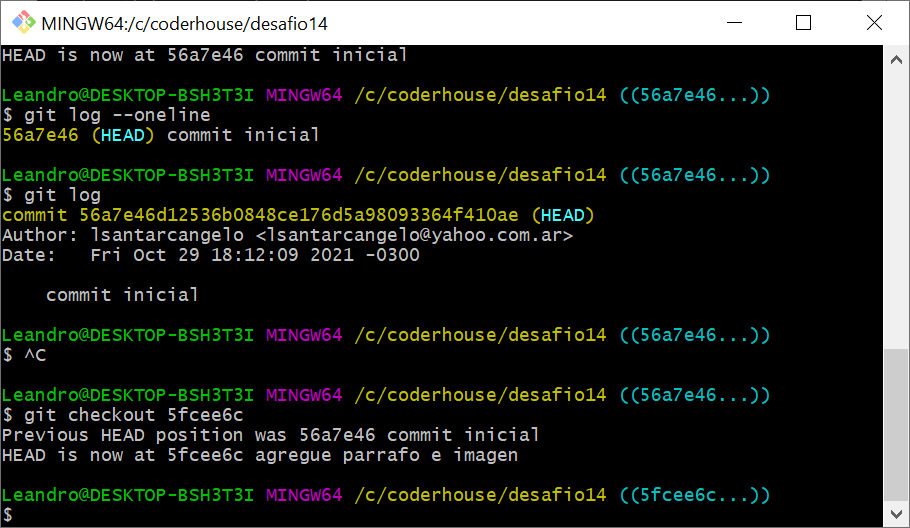 MINGW64:/c/coderhouse/desafio14
HEAD is now at 56a7e46 commit inicial
Leandro@DESKTOP-BSH3T3I MINGW64 /c/coderhouse/desafio14 ((56a7e46...))
$ git log --oneline
56a7e46 (HEAD) commit inicial
Leandro@DESKTOP-BSH3T3I MINGW64 /c/coderhouse/desafio14 ((56a7e46...))
$ git log
commit 56a7e46d12536b0848ce176d5a98093364f410ae (HEAD)
Author: lsantarcangelo <lsantarcangelo@yahoo.com.ar>
Date:   Fri Oct 29 18:12:09 2021 -0300
    commit inicial
Leandro@DESKTOP-BSH3T3I MINGW64 /c/coderhouse/desafio14 ((56a7e46...))
$ ^C
Leandro@DESKTOP-BSH3T3I MINGW64 /c/coderhouse/desafio14 ((56a7e46...))
$ git checkout 5fcee6c
Previous HEAD position was 56a7e46 commit inicial
HEAD is now at 5fcee6c agregue parrafo e imagen
Leandro@DESKTOP-BSH3T3I MINGW64 /c/coderhouse/desafio14 ((5fcee6c...))
$